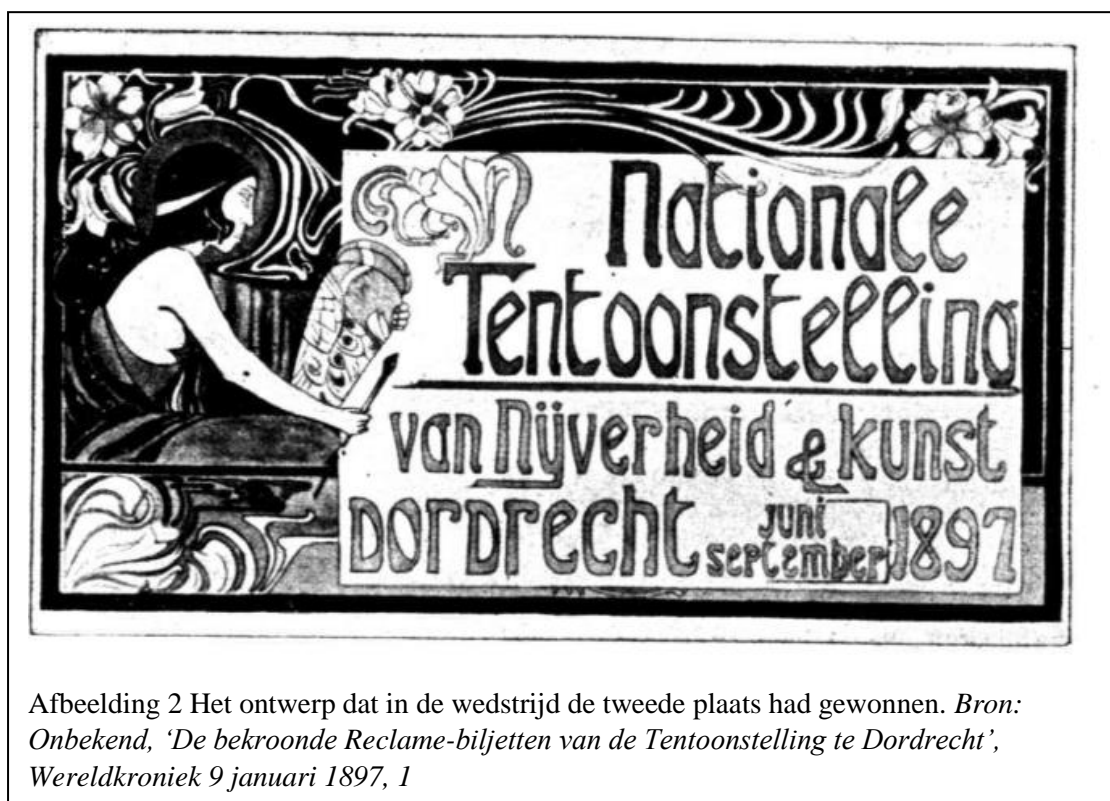 Nationale
Tentoonstelling
van Nijverheid & kunst
DORDRecht juni
september 1897
Afbeelding 2 Het ontwerp dat in de wedstrijd de tweede plaats had gewonnen. Bron:
Onbekend, ‘De bekroonde Reclame-biljetten van de Tentoonstelling te Dordrecht’,
Wereldkroniek 9 januari 1897, 1